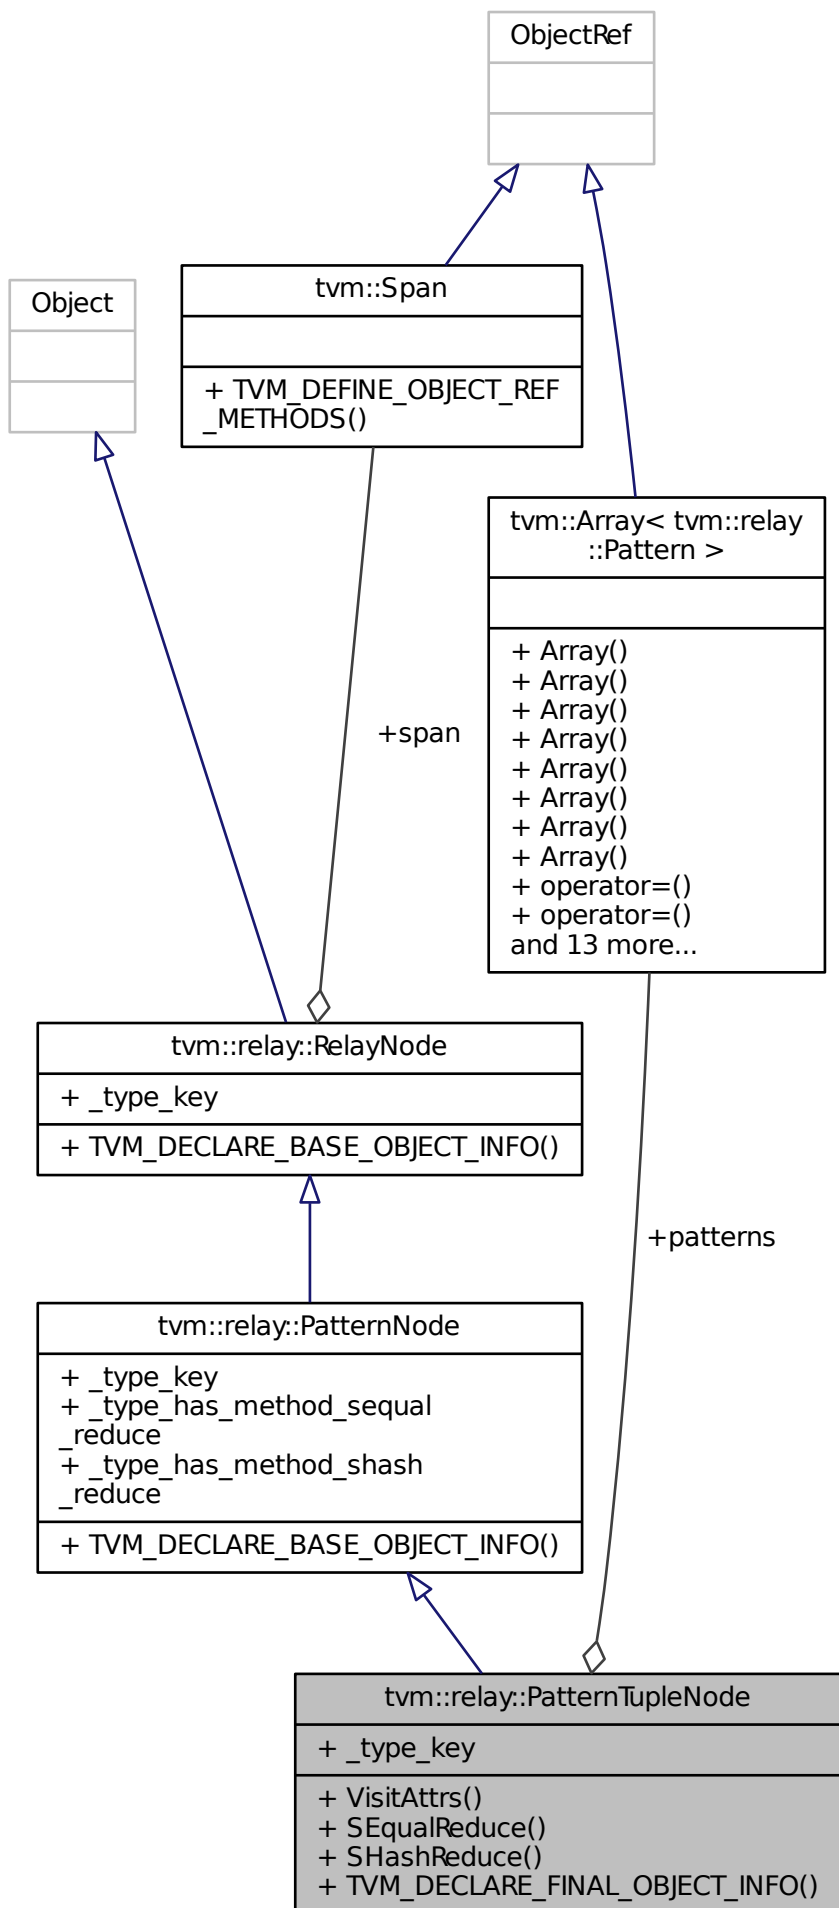 ObjectRef
tvm::Span
+ TVM_DEFINE_OBJECT_REF
_METHODS()
Object
tvm::Array< tvm::relay
::Pattern >
+ Array()
+ Array()
+ Array()
+ Array()
+ Array()
+ Array()
+ Array()
+ Array()
+ operator=()
+ operator=()
and 13 more...
+span
tvm::relay::RelayNode
+ _type_key
+ TVM_DECLARE_BASE_OBJECT_INFO()
+patterns
tvm::relay::PatternNode
+ _type_key
+ _type_has_method_sequal
_reduce
+ _type_has_method_shash
_reduce
+ TVM_DECLARE_BASE_OBJECT_INFO()
tvm::relay::PatternTupleNode
+ _type_key
+ VisitAttrs()
+ SEqualReduce()
+ SHashReduce()
+ TVM_DECLARE_FINAL_OBJECT_INFO()